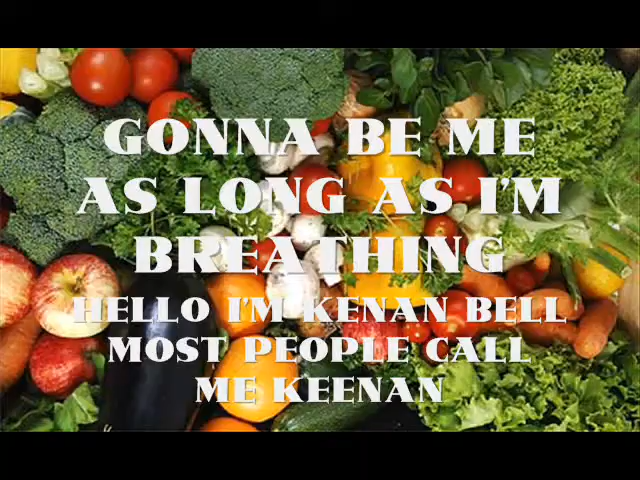 GONNA BE ME
AS LONG AS I'M
BREATHING
HELLO I'M KENAN BELL
MOST PEOPLE CALL
ME KEENAN